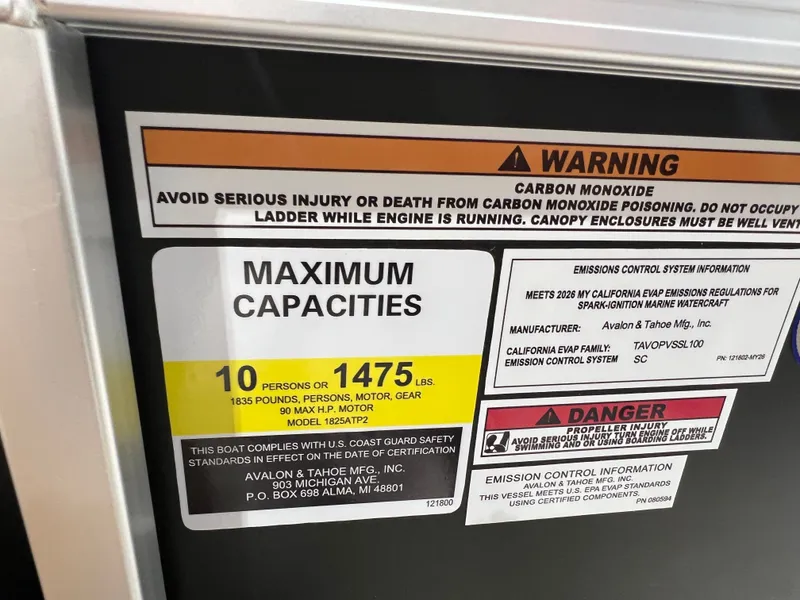 WARNING
CARBON MONOXIDE
AVOID SERIOUS INJURY OR DEATH FROM CARBON MONOXIDE POISONING. DO NOT OCCUPY
LADDER WHILE ENGINE IS RUNNING. CANOPY ENCLOSURES MUST BE WELL VENT
MAXIMUM
CAPACITIES
10 PERSONS OR 1475 LBS.
1835 POUNDS, PERSONS, MOTOR, GEAR
90 MAX H.P. MOTOR
MODEL 1825ATP2
THIS BOAT COMPLIES WITH U.S. COAST GUARD SAFETY
STANDARDS IN EFFECT ON THE DATE OF CERTIFICATION
AVALON & TAHOE MFG., INC.
903 MICHIGAN AVE.
P.O. BOX 698 ALMA, MI 48801
121800
EMISSIONS CONTROL SYSTEM INFORMATION
MEETS 2026 MY CALIFORNIA EVAP EMISSIONS REGULATIONS FOR
SPARK-IGNITION MARINE WATERCRAFT
MANUFACTURER: Avalon & Tahoe Mfg., Inc.
CALIFORNIA EVAP FAMILY: TAVOPVSSL100
EMISSION CONTROL SYSTEM SC PN: 121602-MY26
DANGER
PROPELLER INJURY
AVOID SERIOUS INJURY TURN ENGINE OFF WHILE
SWIMMING AND OR USING BOARDING LADDERS.
EMISSION CONTROL INFORMATION
AVALON & TAHOE MFG. INC.
THIS VESSEL MEETS U.S. EPA EVAP STANDARDS
USING CERTIFIED COMPONENTS.
PN 080594